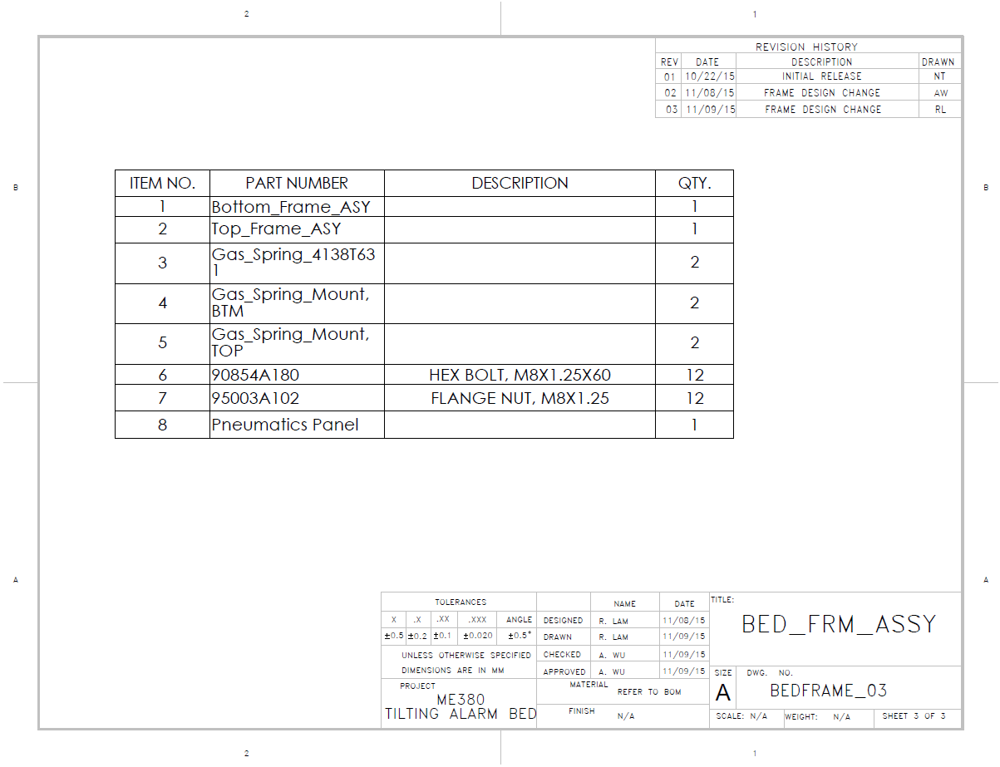 2 1
REVISION HISTORY
REV DATE DESCRIPTION DRAWN
01 10/22/15 INITIAL RELEASE NT
02 11/08/15 FRAME DESIGN CHANGE AW
03 11/09/15 FRAME DESIGN CHANGE RL
B B
ITEM NO. PART NUMBER DESCRIPTION QTY.
1 Bottom_Frame_ASY 1
2 Top_Frame_ASY 1
3 Gas_Spring_4138T63 2
1
4 Gas_Spring_Mount, 2
BTM
5 Gas_Spring_Mount, 2
TOP
6 90854A180 HEX BOLT, M8X1.25X60 12
7 95003A102 FLANGE NUT, M8X1.25 12
8 Pneumatics Panel 1
A A
TOLERANCES
X .X .XX .XXX ANGLE
±0.5 ±0.2 ±0.1 ±0.020 ±0.5°
UNLESS OTHERWISE SPECIFIED
DIMENSIONS ARE IN MM
PROJECT
ME380
TILTING ALARM BED
NAME DATE
DESIGNED R. LAM 11/08/15
DRAWN R. LAM 11/09/15
CHECKED A. WU 11/09/15
APPROVED A. WU 11/09/15
MATERIAL
REFER TO BOM
FINISH
N/A
TITLE:
BED_FRM_ASSY
SIZE DWG. NO.
A BEDFRAME_03
SCALE: N/A WEIGHT: N/A SHEET 3 OF 3
2 1